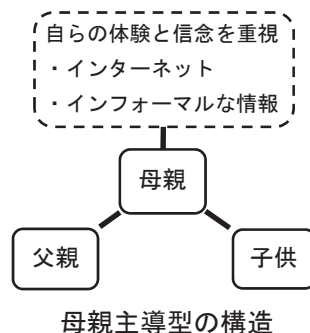 自らの体験と信念を重視
・インターネット
・インフォーマルな情報
母親
父親
子供
母親主導型の構造